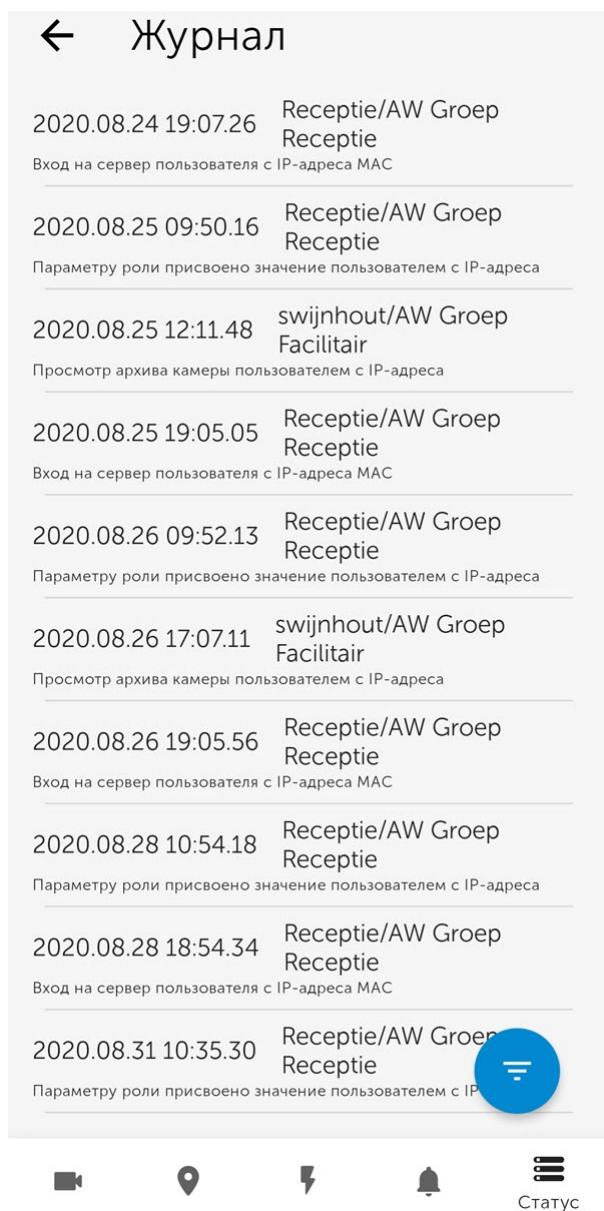 Журнал
2020.08.24 19:07.26 Receptie/AW Groep
Receptie
Вход на сервер пользователя с IP-адреса MAC
2020.08.25 09:50.16 Receptie/AW Groep
Receptie
Параметру роли присвоено значение пользователем с IP-адреса
2020.08.25 12:11.48 swijnhout/AW Groep
Facilitair
Просмотр архива камеры пользователем с IP-адреса
2020.08.25 19:05.05 Receptie/AW Groep
Receptie
Вход на сервер пользователя с IP-адреса MAC
2020.08.26 09:52.13 Receptie/AW Groep
Receptie
Параметру роли присвоено значение пользователем с IP-адреса
2020.08.26 17:07.11 swijnhout/AW Groep
Facilitair
Просмотр архива камеры пользователем с IP-адреса
2020.08.26 19:05.56 Receptie/AW Groep
Receptie
Вход на сервер пользователя с IP-адреса MAC
2020.08.28 10:54.18 Receptie/AW Groep
Receptie
Параметру роли присвоено значение пользователем с IP-адреса
2020.08.28 18:54.34 Receptie/AW Groep
Receptie
Вход на сервер пользователя с IP-адреса MAC
2020.08.31 10:35.30 Receptie/AW Groep
Receptie
Параметру роли присвоено значение пользователем с IP
Статус